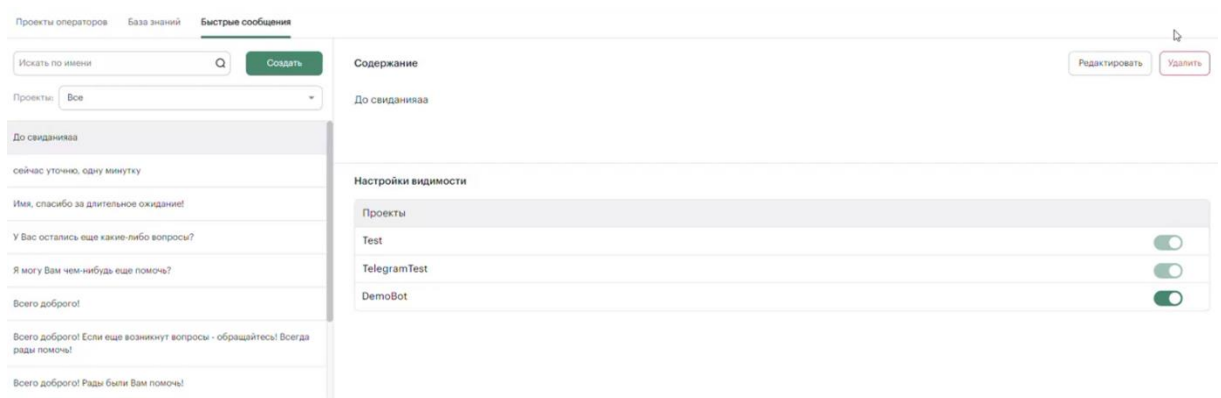 Проекты операторов База знаний Быстрые сообщения
Искать по имени Создать
Проекты: Все
До свиданияаа
сейчас уточню, одну минутку
Имя, спасибо за длительное ожидание!
У Вас остались еще какие-либо вопросы?
Я могу Вам чем-нибудь еще помочь?
Всего доброго!
Всего доброго! Если еще возникнут вопросы - обращайтесь! Всегда
рады помочь!
Всего доброго! Рады были Вам помочь!
Содержание Редактировать Удалить
До свиданияаа
Настройки видимости
Проекты
Test
TelegramTest
DemoBot